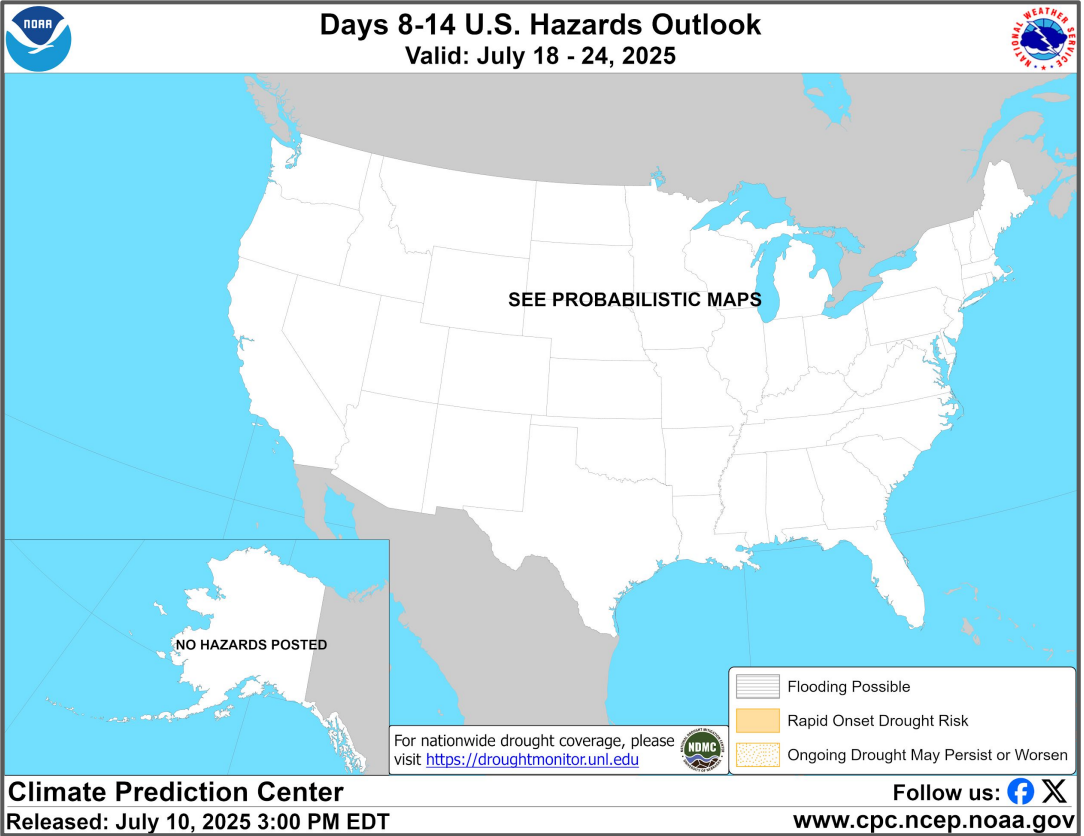 NOAA
Days 8-14 U.S. Hazards Outlook
Valid: July 18 - 24, 2025
NATIONAL WEATHER SERVICE
SEE PROBABILISTIC MAPS
NO HAZARDS POSTED
Flooding Possible
Rapid Onset Drought Risk
Ongoing Drought May Persist or Worsen
For nationwide drought coverage, please
visit https://droughtmonitor.unl.edu
NDMC
Climate Prediction Center
Follow us:
Released: July 10, 2025 3:00 PM EDT
www.cpc.ncep.noaa.gov